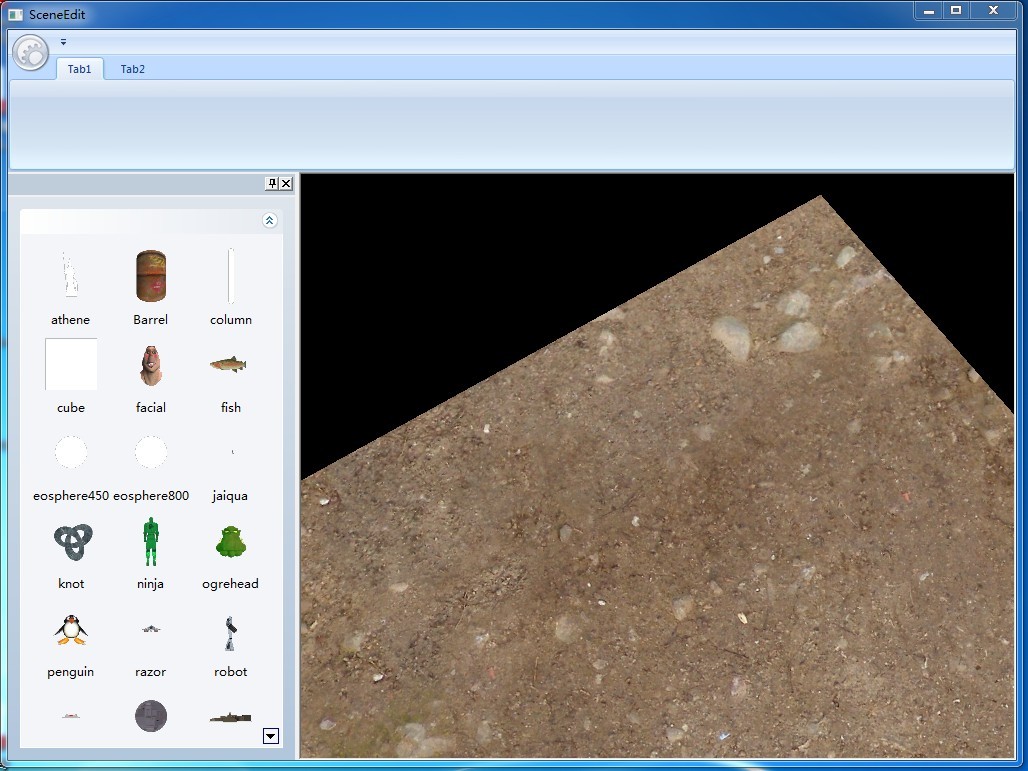 SceneEdit
Tab1 Tab2
athene Barrel column
cube facial fish
eosphere450 eosphere800 jaiqua
knot ninja ogrehead
penguin razor robot